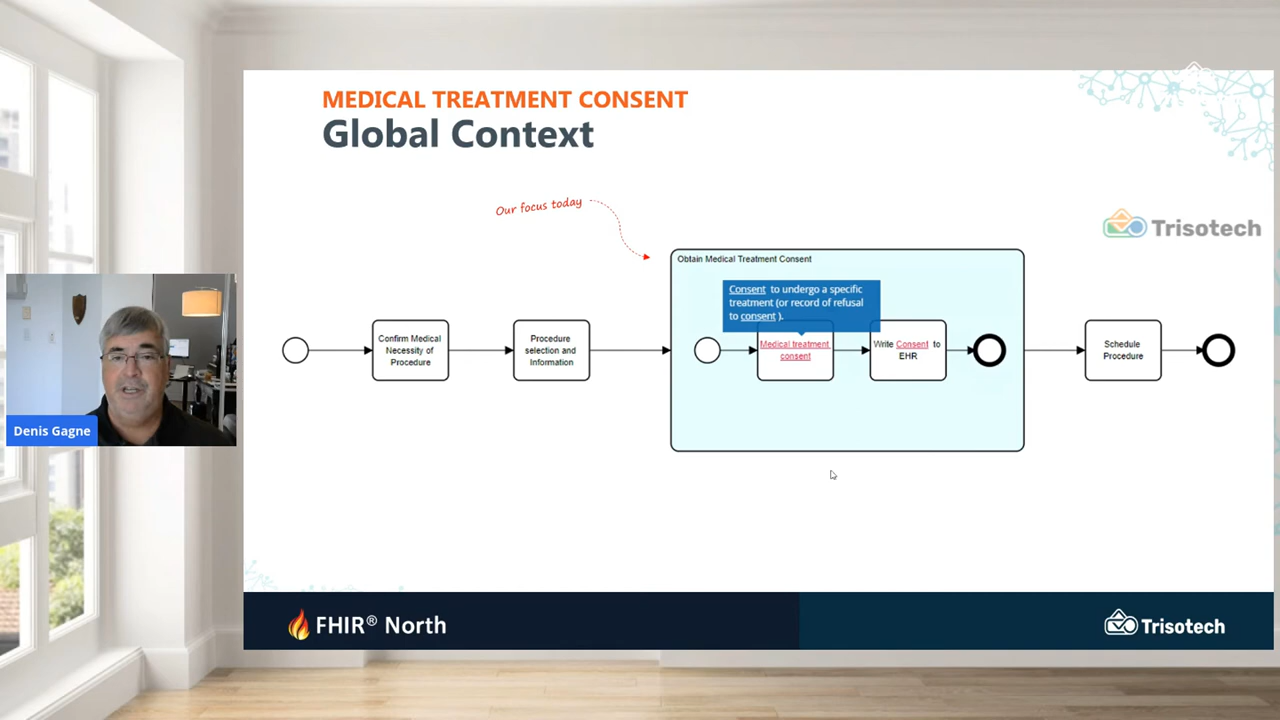 MEDICAL TREATMENT CONSENT
Global Context
Our focus today
Trisotech
Obtain Medical Treatment Consent
Consent to undergo a specific
treatment (or record of refusal
to consent ).
Confirm Medical
Necessity of
Procedure
Procedure
selection and
Information
Medical treatment
consent
Write Consent to
EHR
Schedule
Procedure
Denis Gagne
FHIR® North
Trisotech